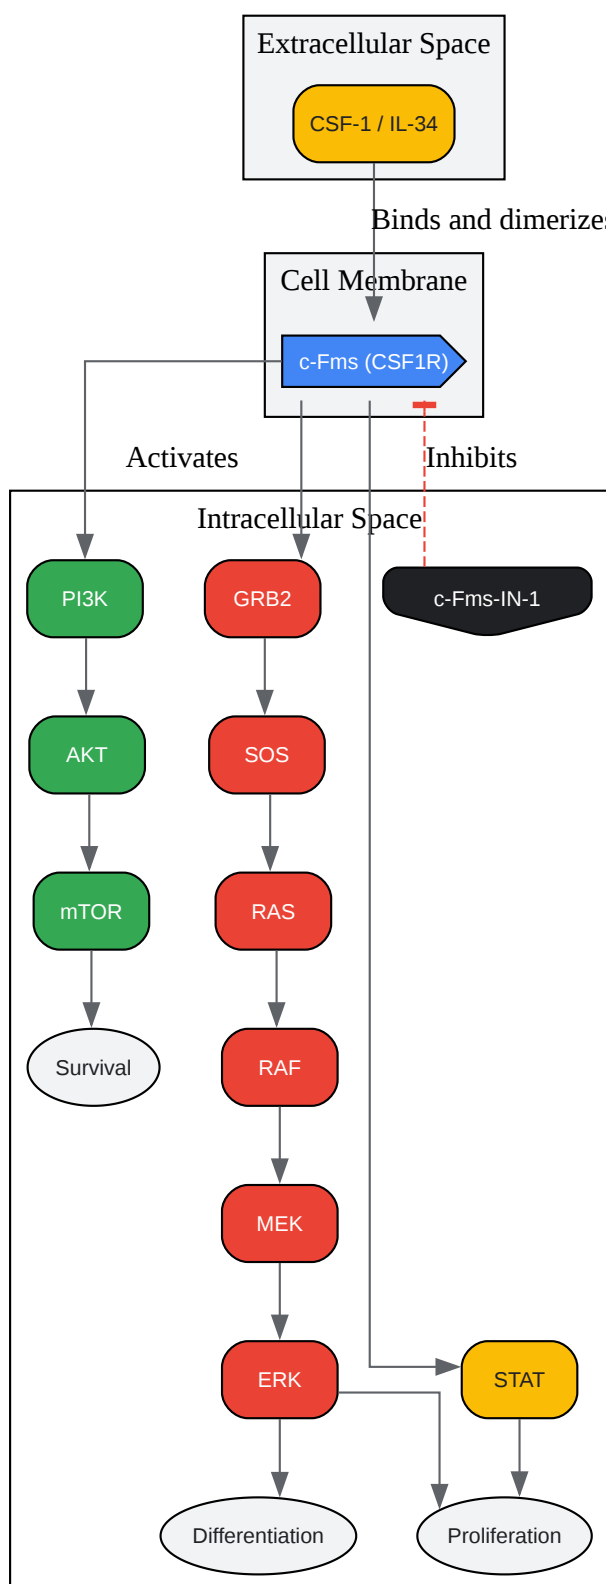 Extracellular Space
CSF-1 / IL-34
Binds and dimerizes
Cell Membrane
c-Fms (CSF1R)
Activates
Inhibits
Intracellular Space
PI3K
GRB2
c-Fms-IN-1
AKT
SOS
mTOR
RAS
Survival
RAF
MEK
ERK
STAT
Differentiation
Proliferation